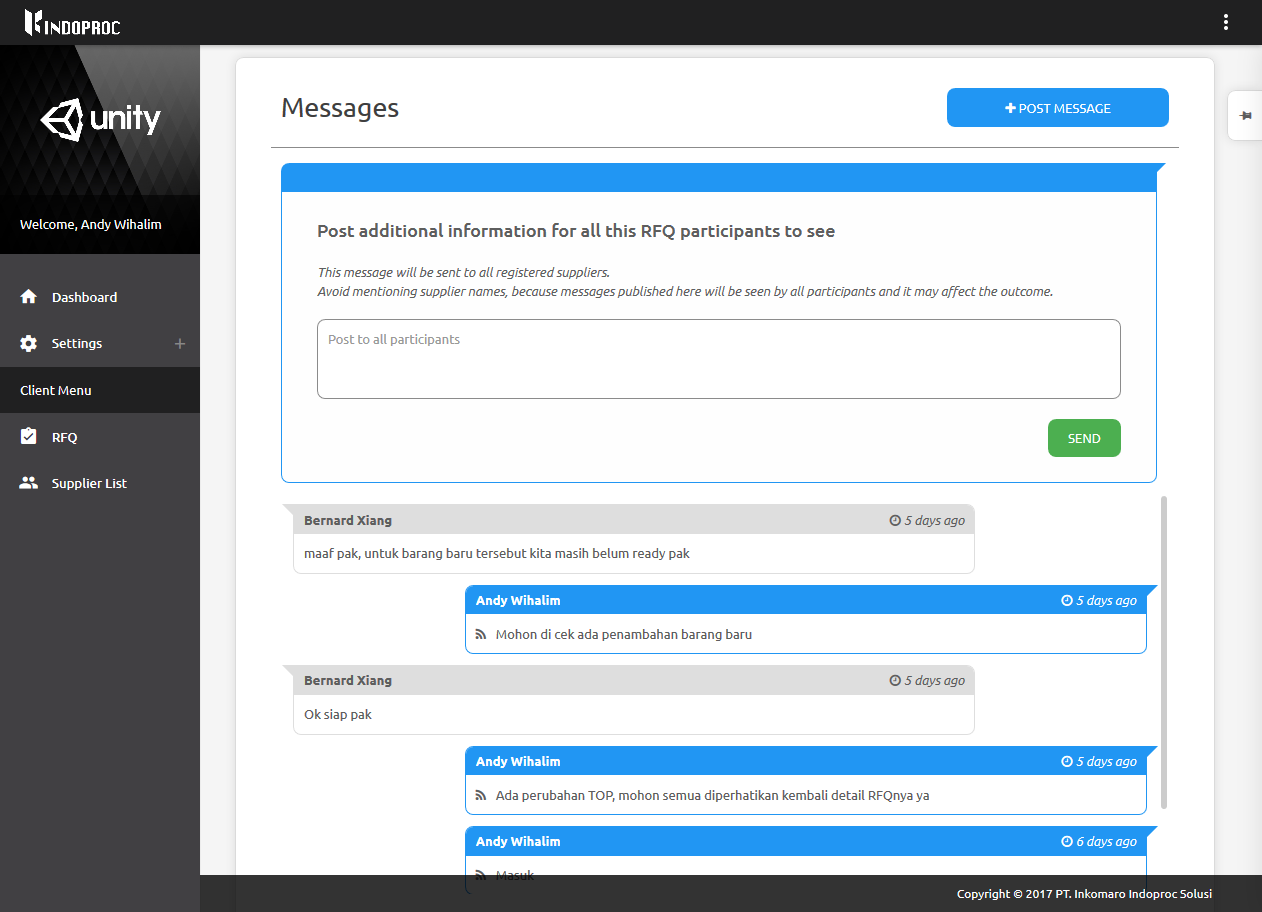 INDOPROC
unity
Welcome, Andy Wihalim
Dashboard
Settings +
Client Menu
RFQ
Supplier List
Messages
+ POST MESSAGE
Post additional information for all this RFQ participants to see
This message will be sent to all registered suppliers.
Avoid mentioning supplier names, because messages published here will be seen by all participants and it may affect the outcome.
Post to all participants
SEND
Bernard Xiang 5 days ago
maaf pak, untuk barang baru tersebut kita masih belum ready pak
Andy Wihalim 5 days ago
Mohon di cek ada penambahan barang baru
Bernard Xiang 5 days ago
Ok siap pak
Andy Wihalim 5 days ago
Ada perubahan TOP, mohon semua diperhatikan kembali detail RFQnya ya
Andy Wihalim 6 days ago
Masuk
Copyright © 2017 PT. Inkomaro Indoproc Solusi